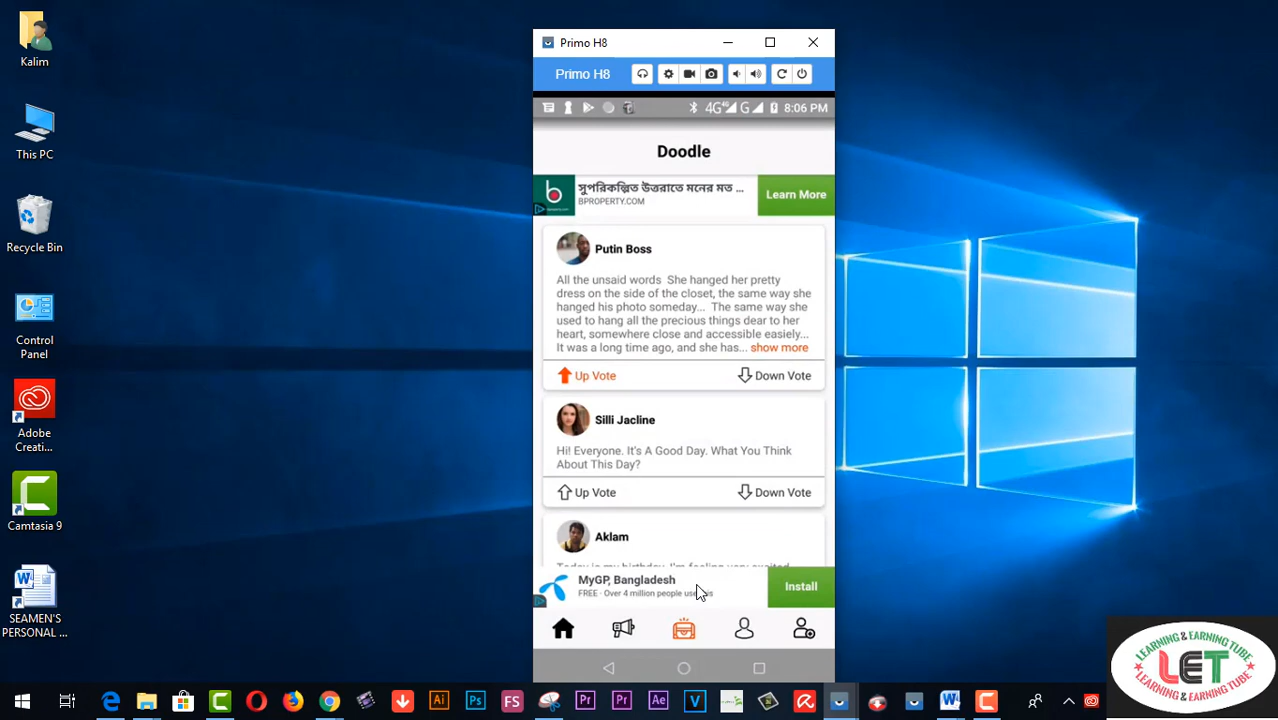 Kalim
This PC
Recycle Bin
Control
Panel
Adobe
Creati...
Camtasia 9
SEAMEN'S
PERSONAL ...
Primo H8
Primo H8
4G G 8:06 PM
Doodle
সুপরিকল্পিত উত্তরাতে মনের মত ...
BPROPERTY.COM
Learn More
Putin Boss
All the unsaid words She hanged her pretty
dress on the side of the closet, the same way she
hanged his photo someday... The same way she
used to hang all the precious things dear to her
heart, somewhere close and accessible easiely...
It was a long time ago, and she has... show more
Up Vote Down Vote
Silli Jacline
Hi! Everyone. It's A Good Day. What You Think
About This Day?
Up Vote Down Vote
Aklam
MyGP, Bangladesh
FREE · Over 4 million people
Install
LEARNING & EARNING TUBE
LET
LEARNING & EARNING TUBE